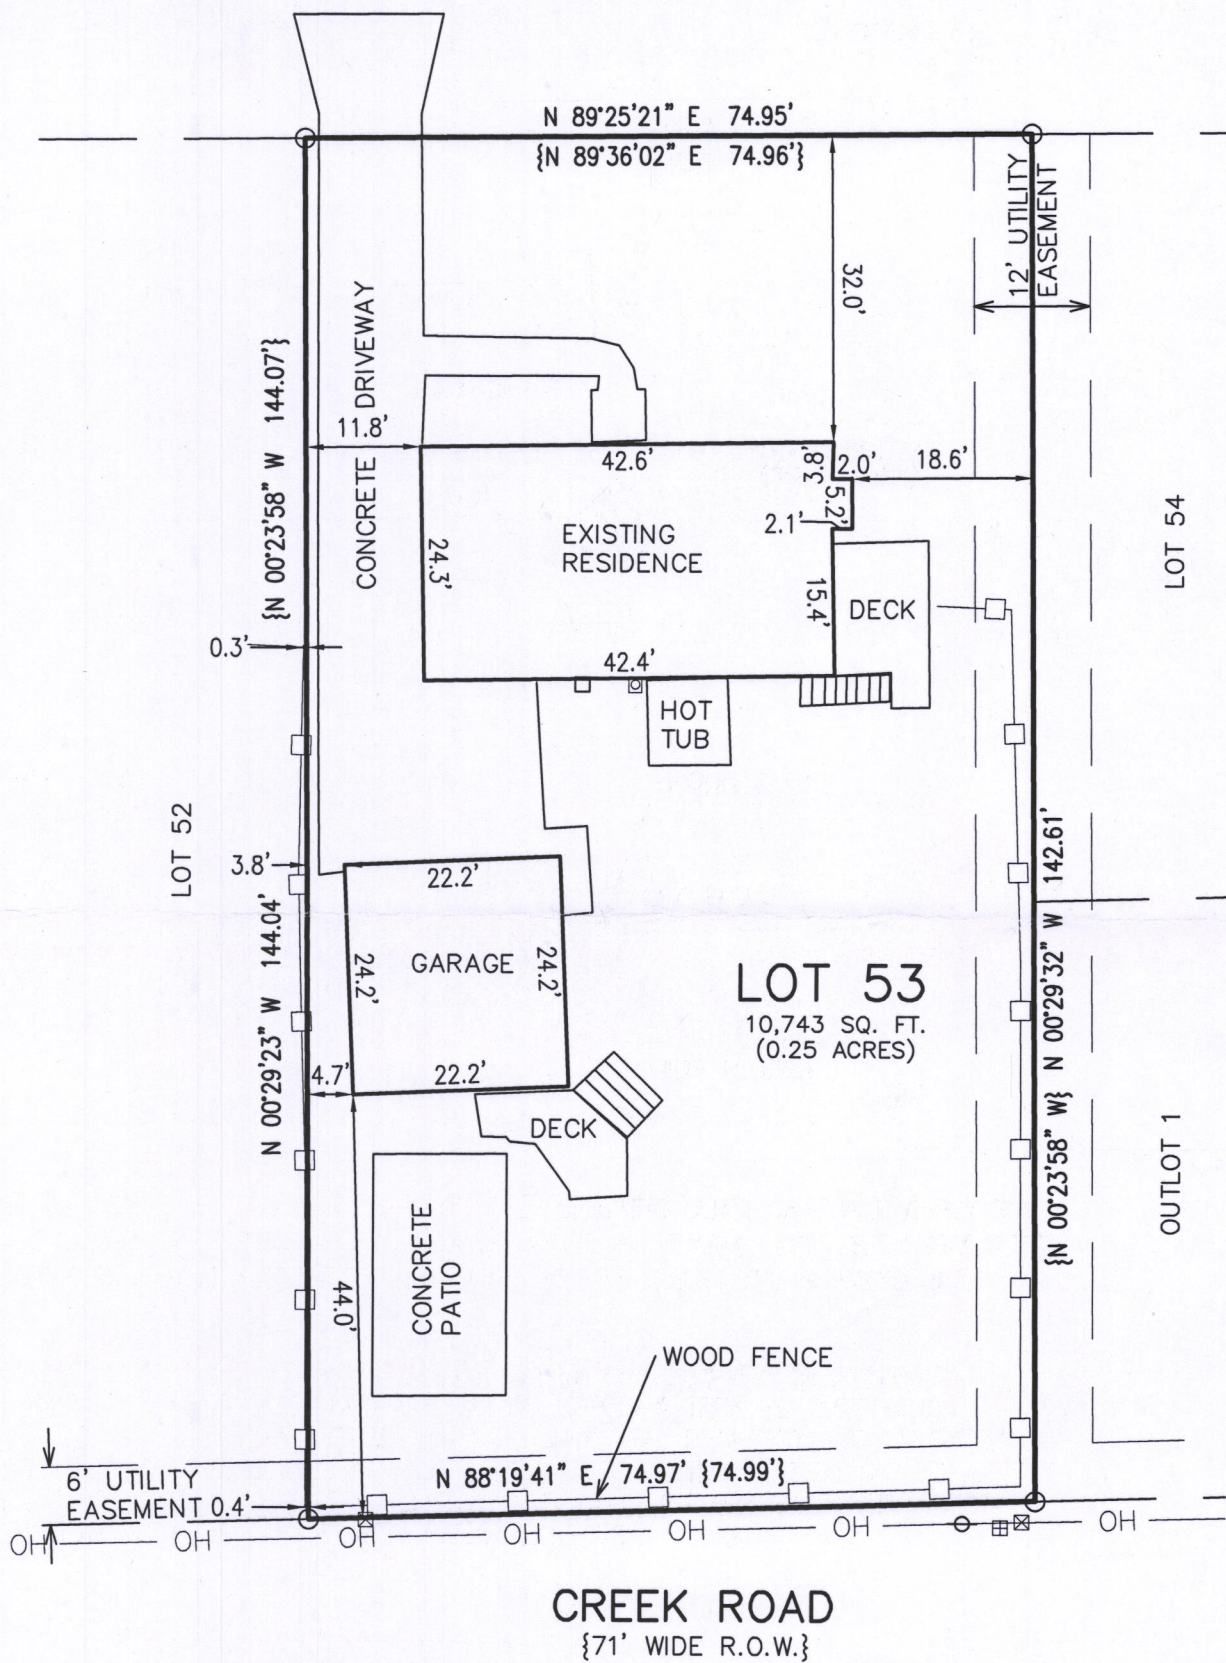 N 89°25'21" E 74.95'
{N 89°36'02" E 74.96'}
12' UTILITY
EASEMENT
32.0'
{N 00°23'58" W 144.07'}
CONCRETE DRIVEWAY
11.8'
42.6'
3.8'
2.0'
18.6'
5.2'
2.1'
EXISTING
RESIDENCE
24.3'
15.4'
DECK
LOT 54
0.3'
42.4'
HOT
TUB
LOT 52
3.8'
22.2'
N 00°29'23" W 144.04'
24.2'
GARAGE
24.2'
LOT 53
10,743 SQ. FT.
(0.25 ACRES)
{N 00°23'58" W} N 00°29'32" W 142.61'
4.7'
22.2'
DECK
OUTLOT 1
CONCRETE
PATIO
44.0'
WOOD FENCE
6' UTILITY
EASEMENT 0.4'
N 88°19'41" E 74.97' {74.99'}
OH OH OH OH OH OH OH
CREEK ROAD
{71' WIDE R.O.W.}